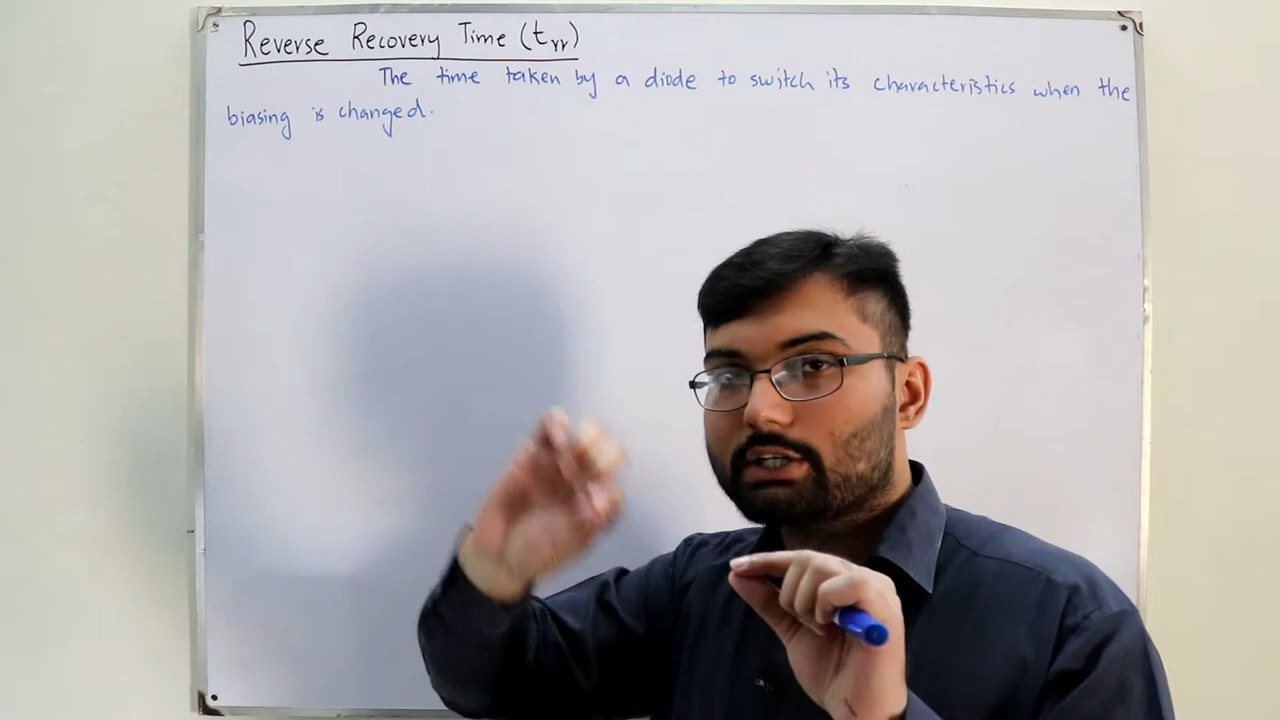 Reverse Recovery Time (trr)
The time taken by a diode to switch its characteristics when the
biasing is changed.